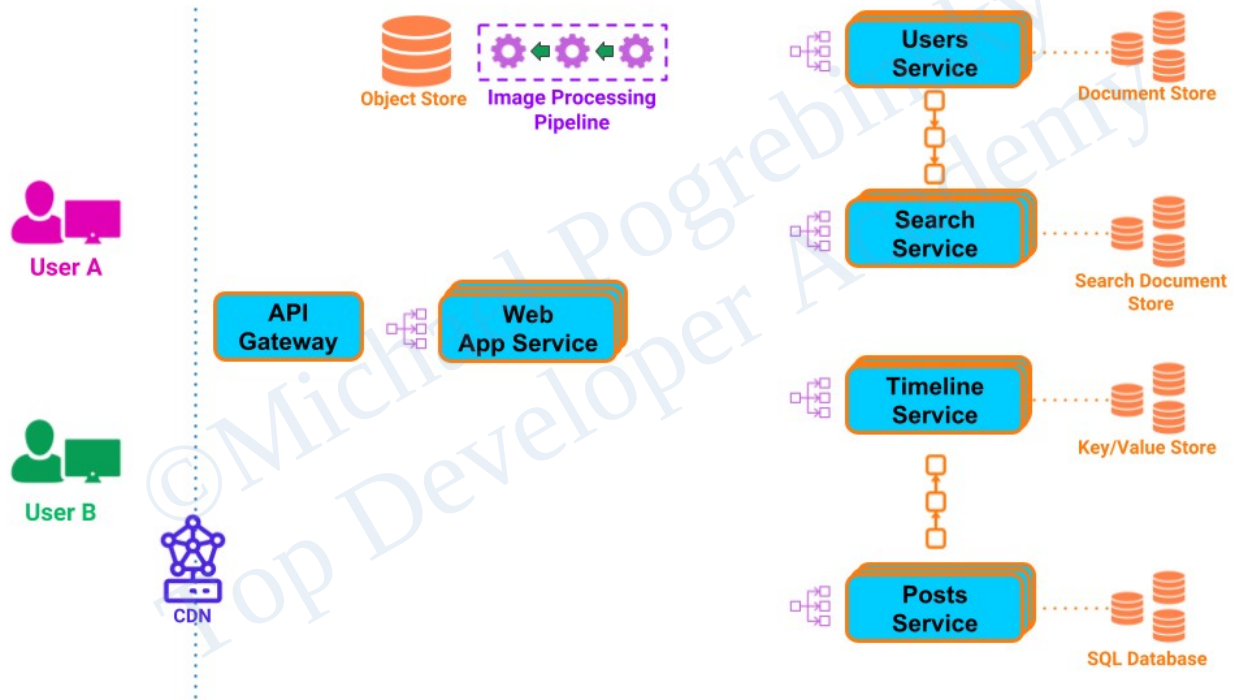 Users
Service
Object Store
Image Processing
Pipeline
Document Store
Search
Service
User A
Search Document
Store
API
Gateway
Web
App Service
Timeline
Service
Key/Value Store
User B
Posts
Service
CDN
SQL Database
©Michael Pogrebinsky
Top Developer Academy